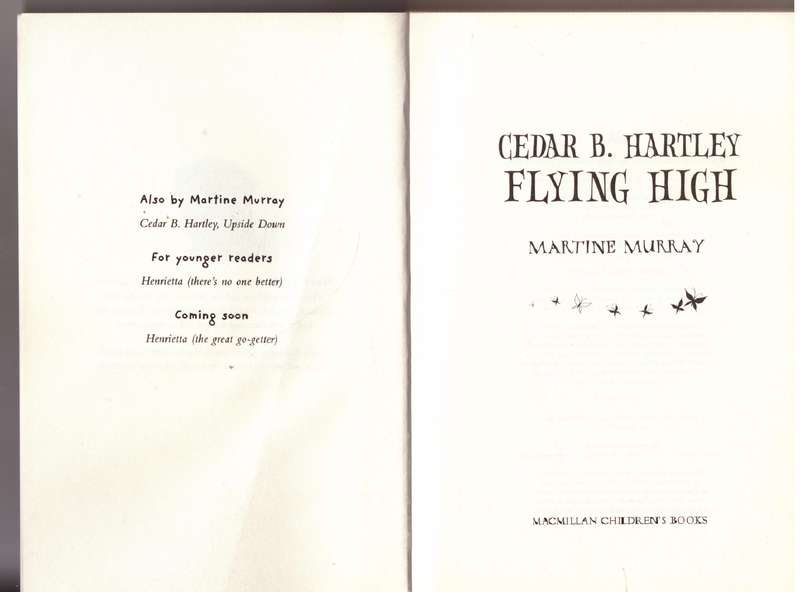 Also by Martine Murray
Cedar B. Hartley, Upside Down
For younger readers
Henrietta (there's no one better)
Coming soon
Henrietta (the great go-getter)
CEDAR B. HARTLEY
FLYING HIGH
MARTINE MURRAY
MACMILLAN CHILDREN'S BOOKS